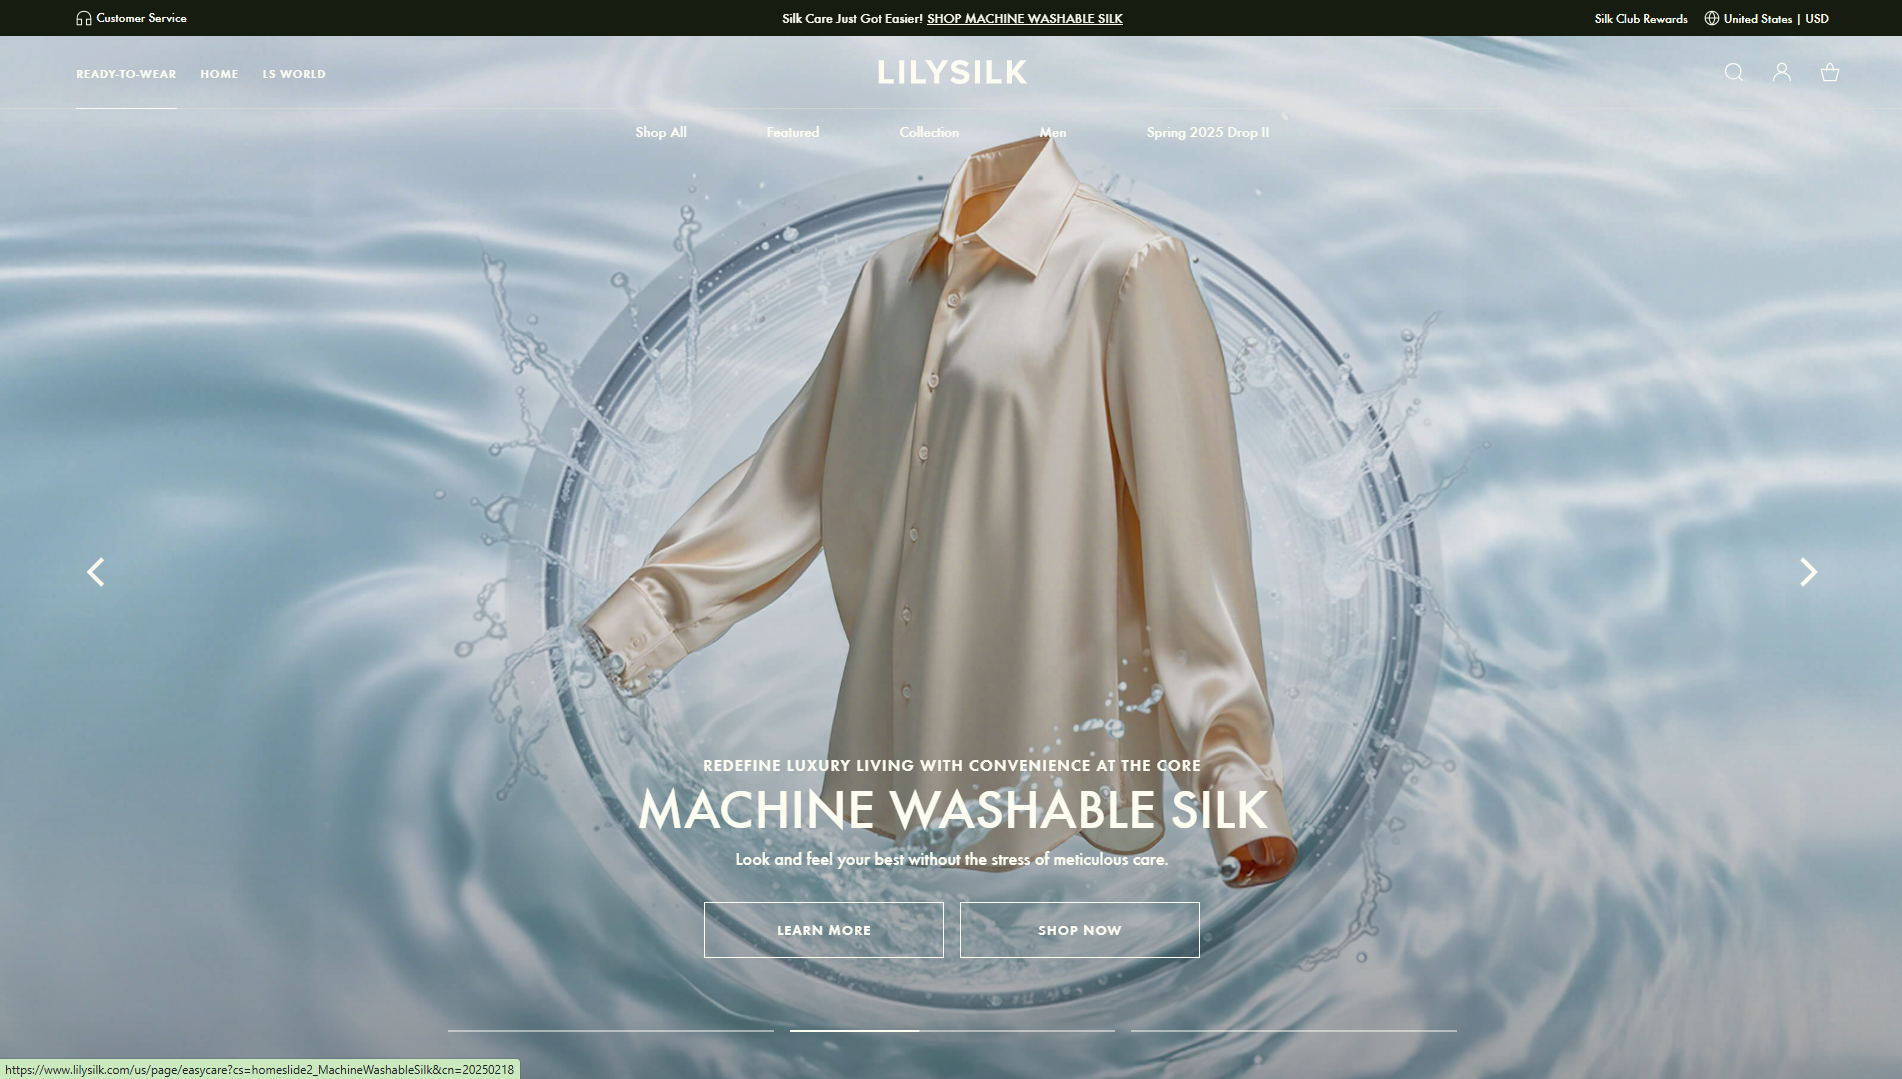 Customer Service
Silk Care Just Got Easier! SHOP MACHINE WASHABLE SILK
Silk Club Rewards
United States | USD
READY-TO-WEAR
HOME
LS WORLD
LILYSILK
Shop All
Featured
Collection
Men
Spring 2025 Drop II
REDEFINE LUXURY LIVING WITH CONVENIENCE AT THE CORE
MACHINE WASHABLE SILK
Look and feel your best without the stress of meticulous care.
LEARN MORE
SHOP NOW
https://www.lilysilk.com/us/page/easycare?cs=homeslide2_MachineWashableSilk&cn=20250218